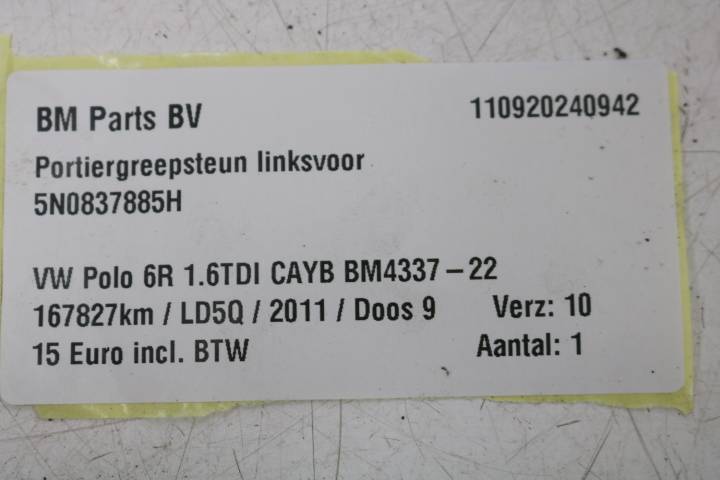 BM Parts BV 110920240942
Portiergreepsteun linksvoor
5N0837885H
VW Polo 6R 1.6TDI CAYB BM4337-22
167827km / LD5Q / 2011 / Doos 9 Verz: 10
15 Euro incl. BTW Aantal: 1